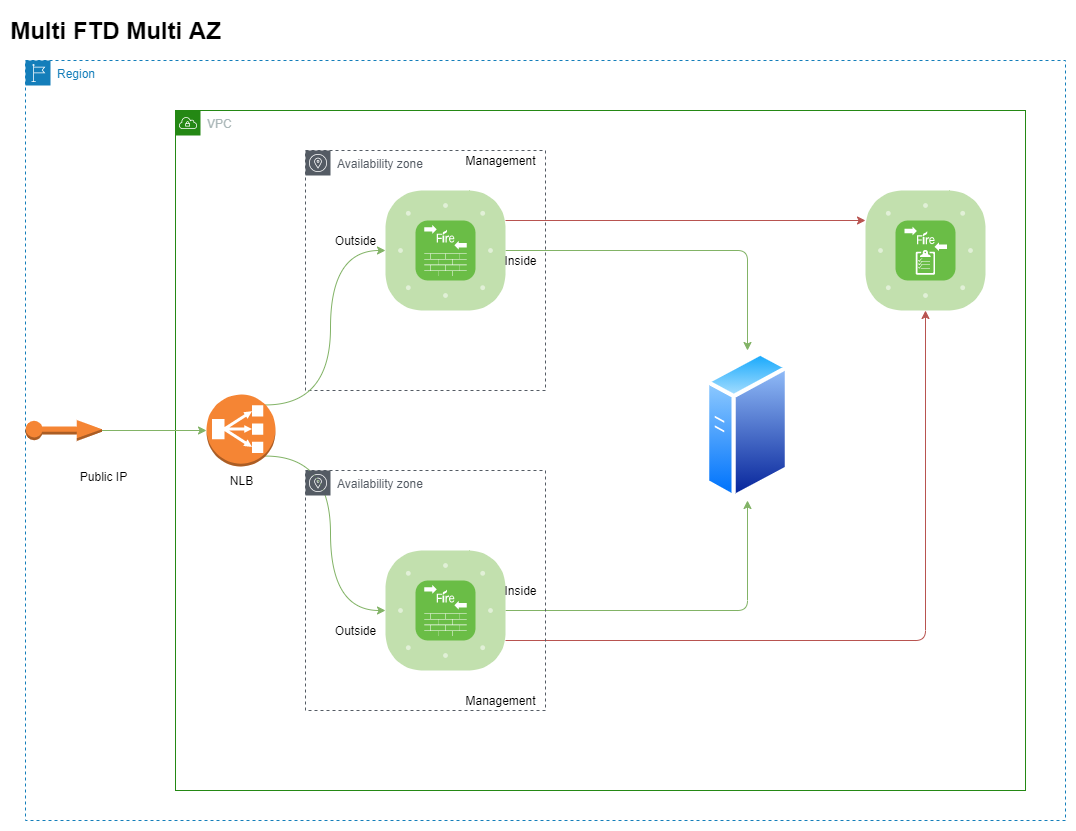 Multi FTD Multi AZ
Region
VPC
Availability zone
Management
Outside
Fire
Inside
Fire
Public IP
NLB
Availability zone
Inside
Fire
Outside
Management